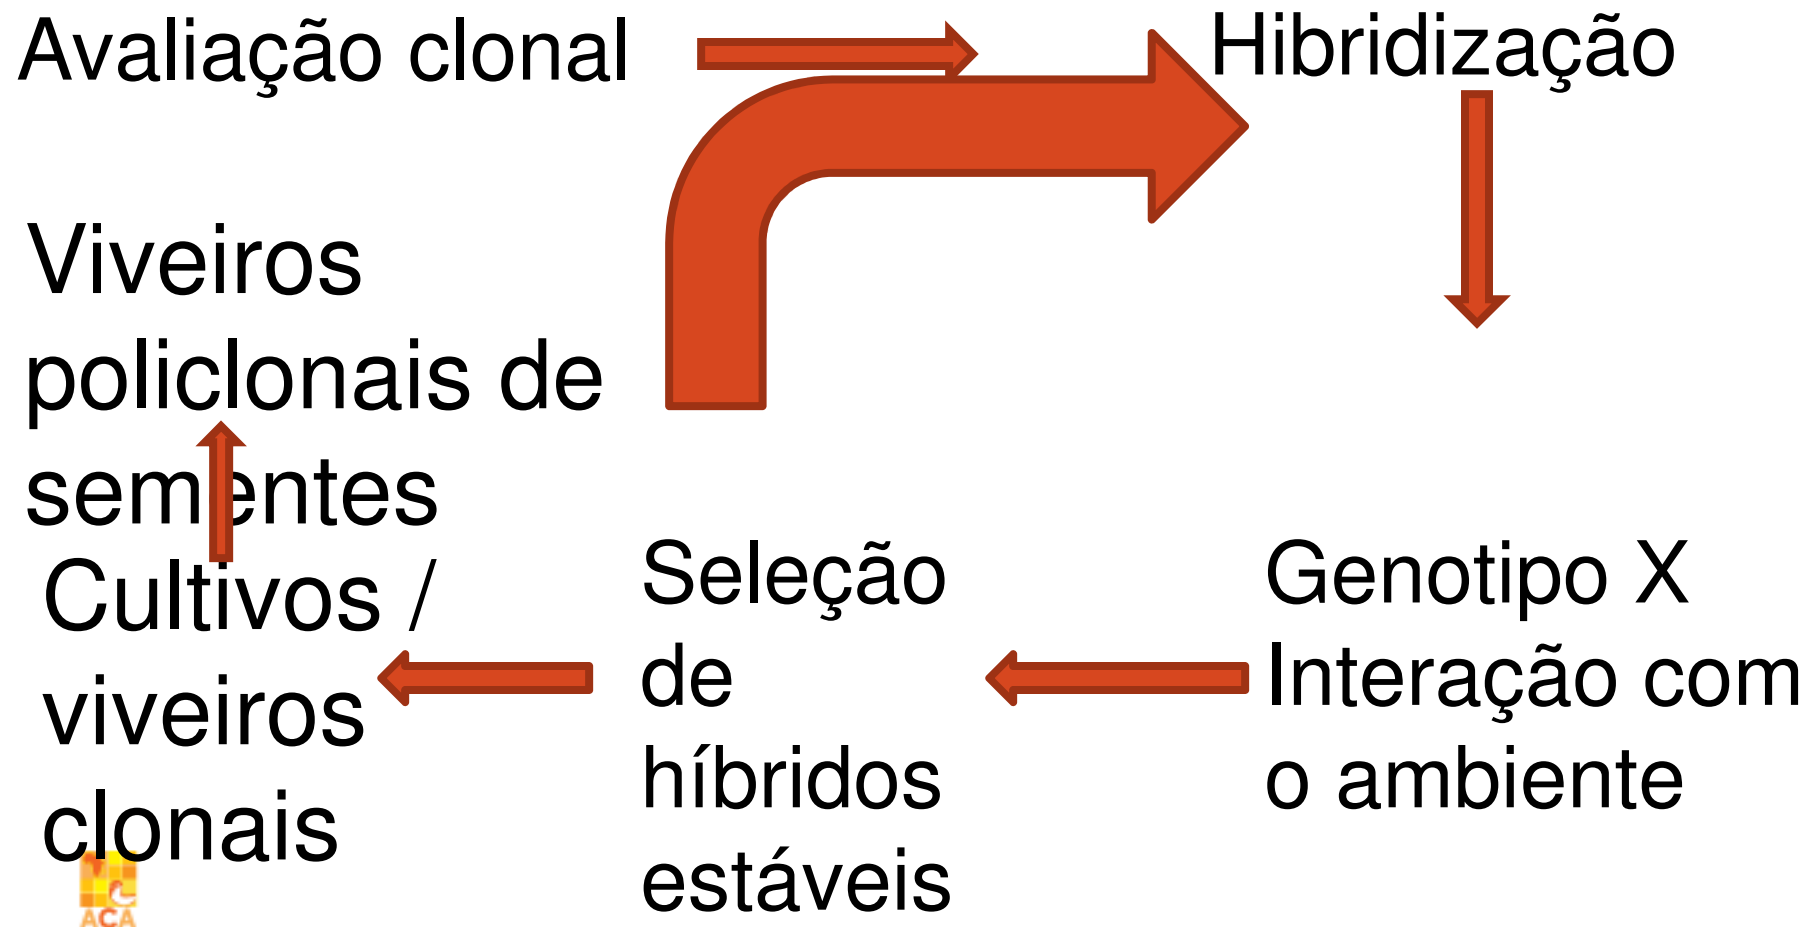 Avaliação clonal
Hibridização
Viveiros
policlonais de
sementes
Cultivos /
viveiros
clonais
Seleção
de
híbridos
estáveis
Genotipo X
Interação com
o ambiente
ACA